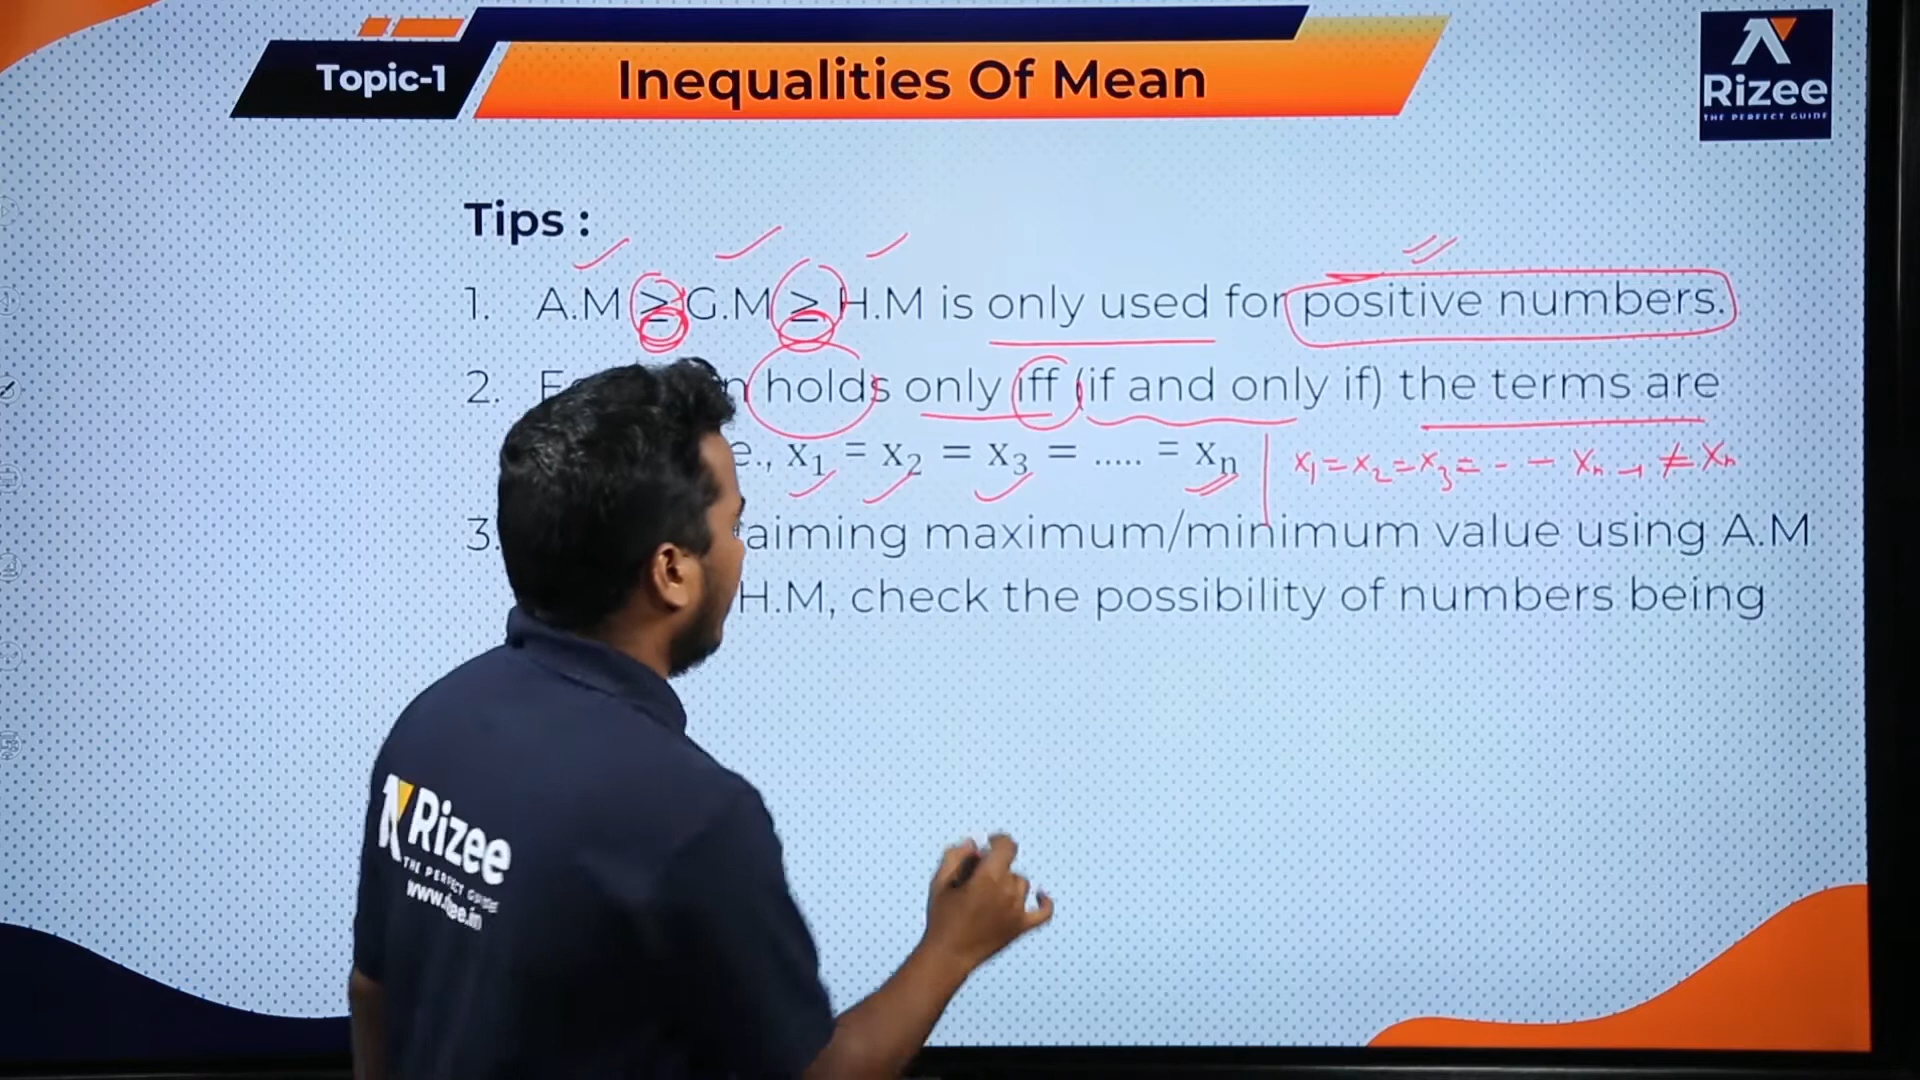 Topic-1
Inequalities Of Mean
Rizee
THE PERFECT GUIDE
Tips :
1. A.M ≥ G.M ≥ H.M is only used for positive numbers.
2. holds only iff (if and only if) the terms are
x₁ = x₂ = x₃ = ..... = xₙ
x₁ = x₂ = x₃ = - - xₙ₋₁ ≠ xₙ
3. aiming maximum/minimum value using A.M
H.M, check the possibility of numbers being
Rizee
THE PERFECT